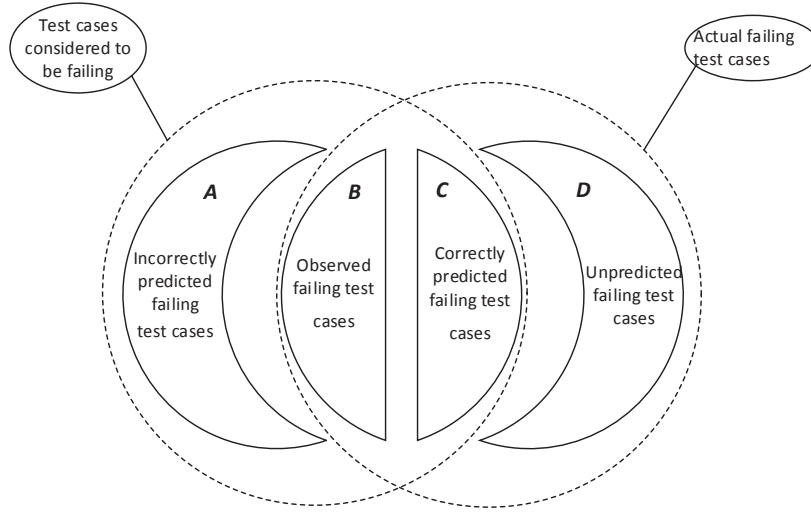 Test cases
considered to
be failing
Actual failing
test cases
A
Incorrectly
predicted
failing
test cases
B
Observed
failing test
cases
C
Correctly
predicted
failing test
cases
D
Unpredicted
failing test
cases